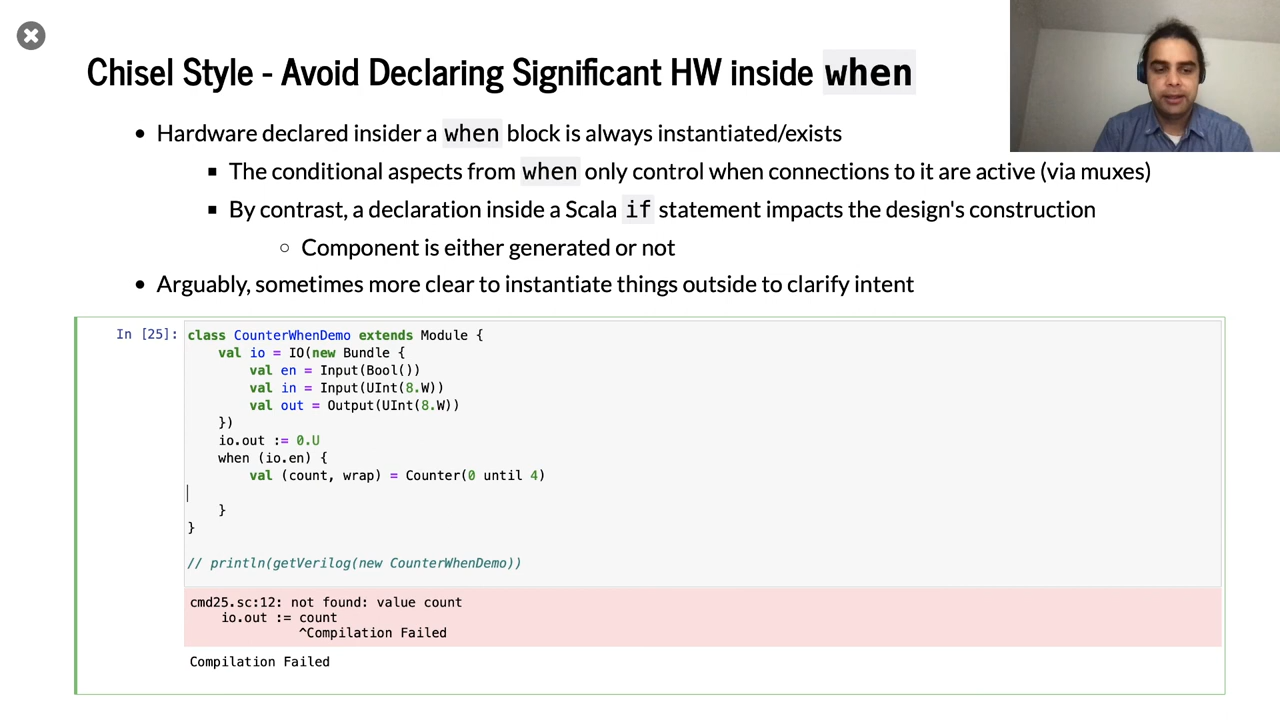 Chisel Style - Avoid Declaring Significant HW inside when
• Hardware declared insider a when block is always instantiated/exists
▪ The conditional aspects from when only control when connections to it are active (via muxes)
▪ By contrast, a declaration inside a Scala if statement impacts the design's construction
○ Component is either generated or not
• Arguably, sometimes more clear to instantiate things outside to clarify intent
In [25]: class CounterWhenDemo extends Module {
val io = IO(new Bundle {
val en = Input(Bool())
val in = Input(UInt(8.W))
val out = Output(UInt(8.W))
})
io.out := 0.U
when (io.en) {
val (count, wrap) = Counter(0 until 4)
}
}
// println(getVerilog(new CounterWhenDemo))
cmd25.sc:12: not found: value count
io.out := count
^Compilation Failed
Compilation Failed